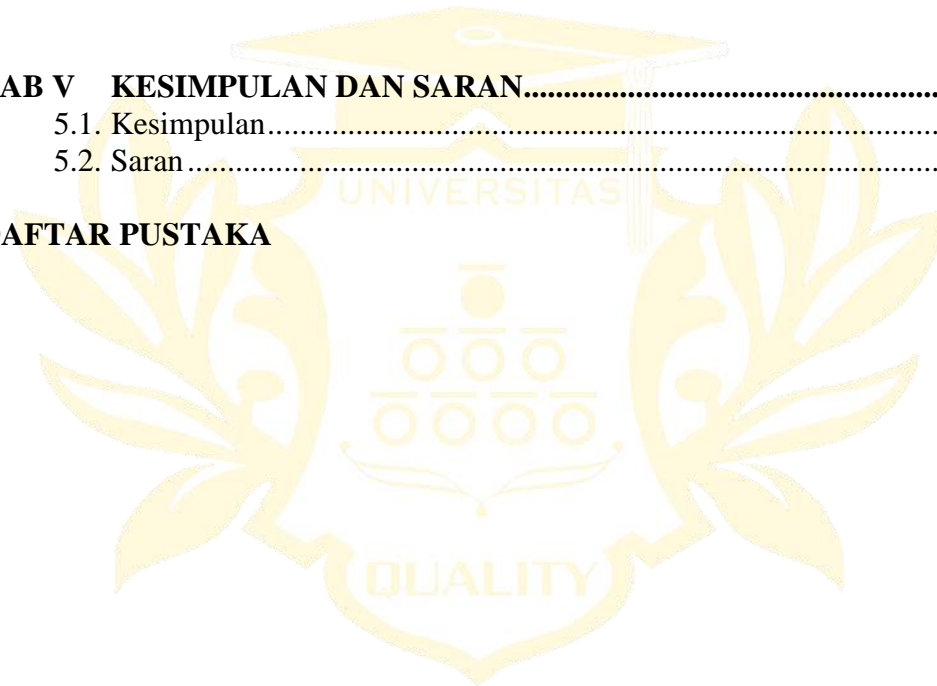 AB V KESIMPULAN DAN SARAN....................................................
5.1. Kesimpulan......................................................................
5.2. Saran..............................................................................
UNIVERSITAS
AFTAR PUSTAKA
QUALITY